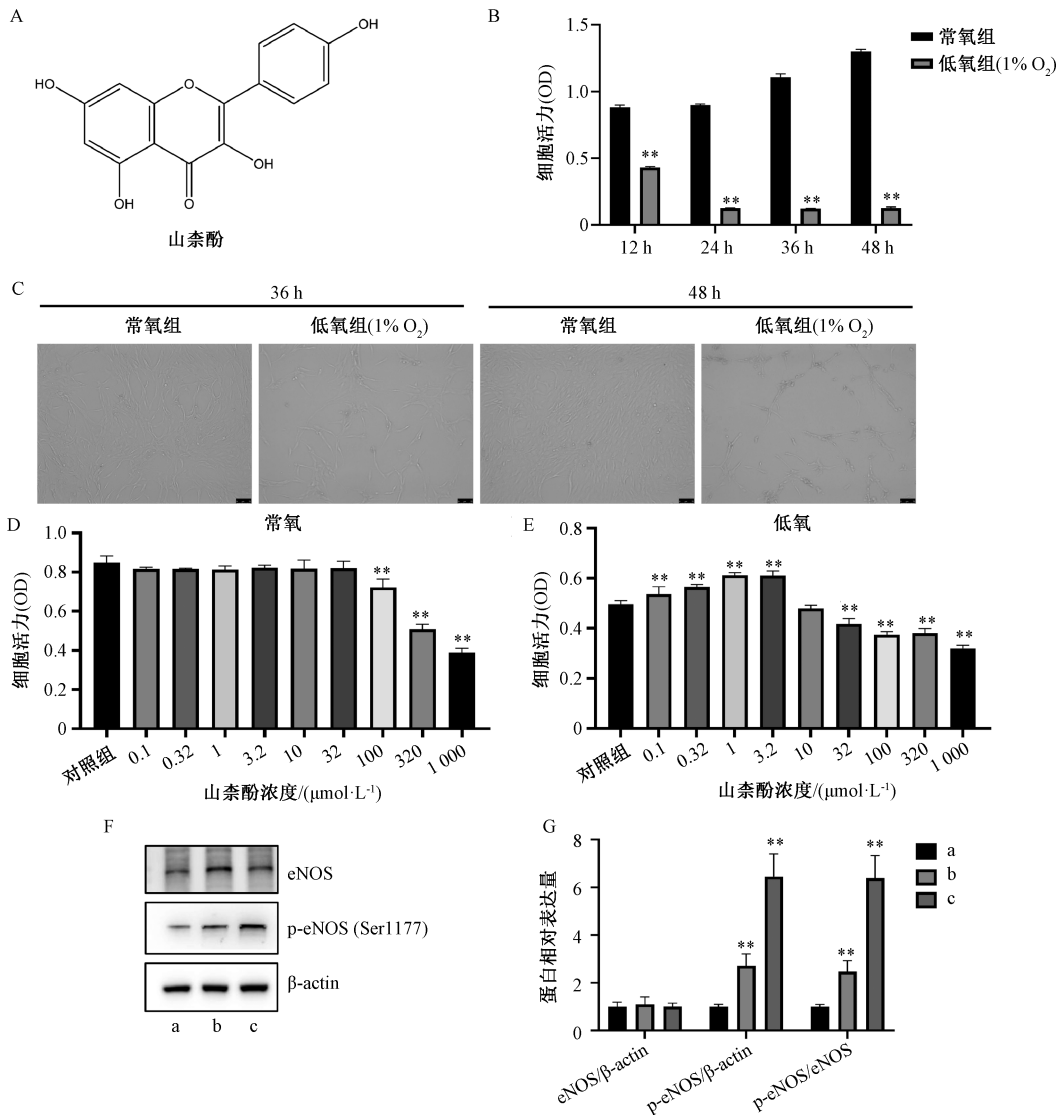 A
OH
HO
O
OH
OH
O
山柰酚
B
细胞活力(OD)
1.5
1.0
0.5
0
**
**
**
**
12 h
24 h
36 h
48 h
常氧组
低氧组(1% O₂)
C
36 h
48 h
常氧组
低氧组(1% O₂)
常氧组
低氧组(1% O₂)
D
常氧
细胞活力(OD)
1.0
0.8
0.6
0.4
0.2
0
**
**
**
对照组
0.1
0.32
1
3.2
10
32
100
320
1 000
山柰酚浓度/(μmol·L⁻¹)
E
低氧
细胞活力(OD)
0.8
0.6
0.4
0.2
0
**
**
**
**
**
**
**
**
对照组
0.1
0.32
1
3.2
10
32
100
320
1 000
山柰酚浓度/(μmol·L⁻¹)
F
eNOS
p-eNOS (Ser1177)
β-actin
a
b
c
G
蛋白相对表达量
8
6
4
2
0
**
**
**
**
eNOS/β-actin
p-eNOS/β-actin
p-eNOS/eNOS
a
b
c